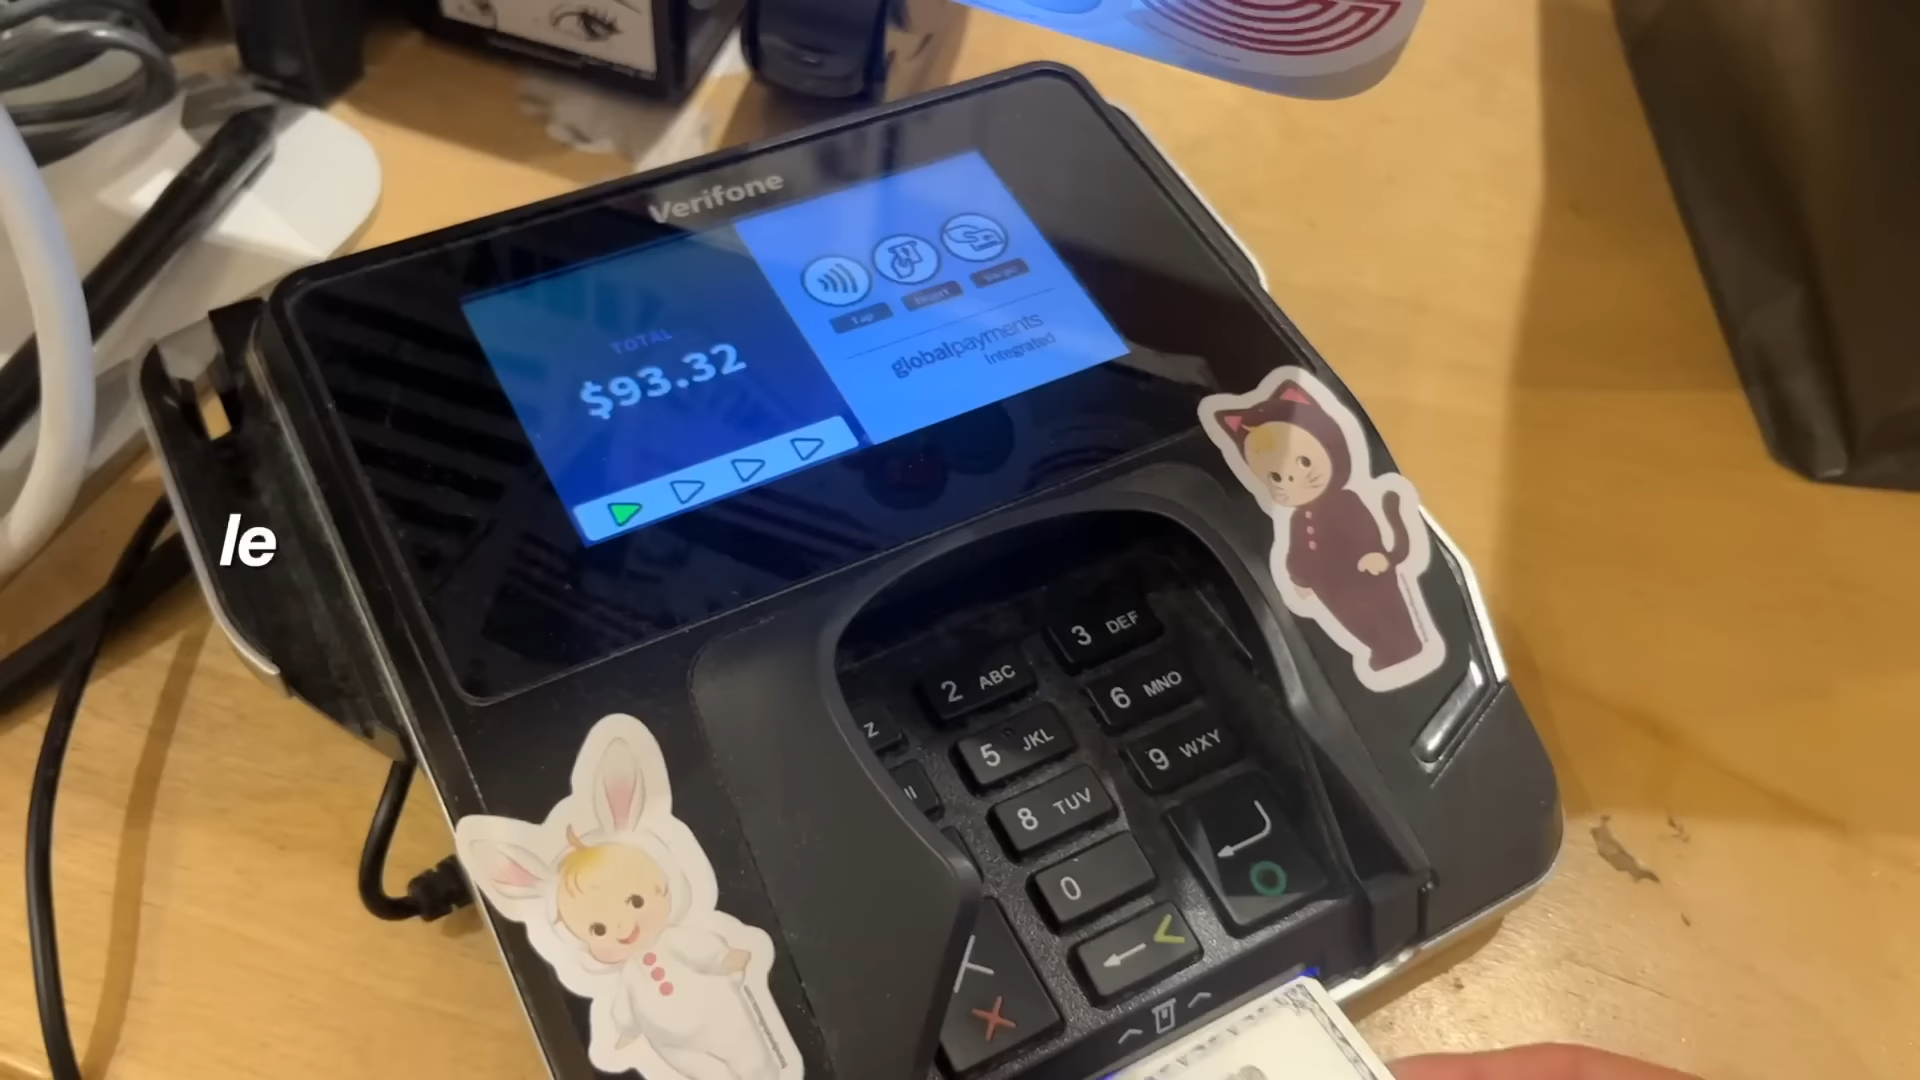 Verifone
TOTAL
$93.32
Tap
Insert
globalpayments
Integrated
le
3 DEF
2 ABC
6 MNO
Z
5 JKL
9 WXY
8 TUV
0